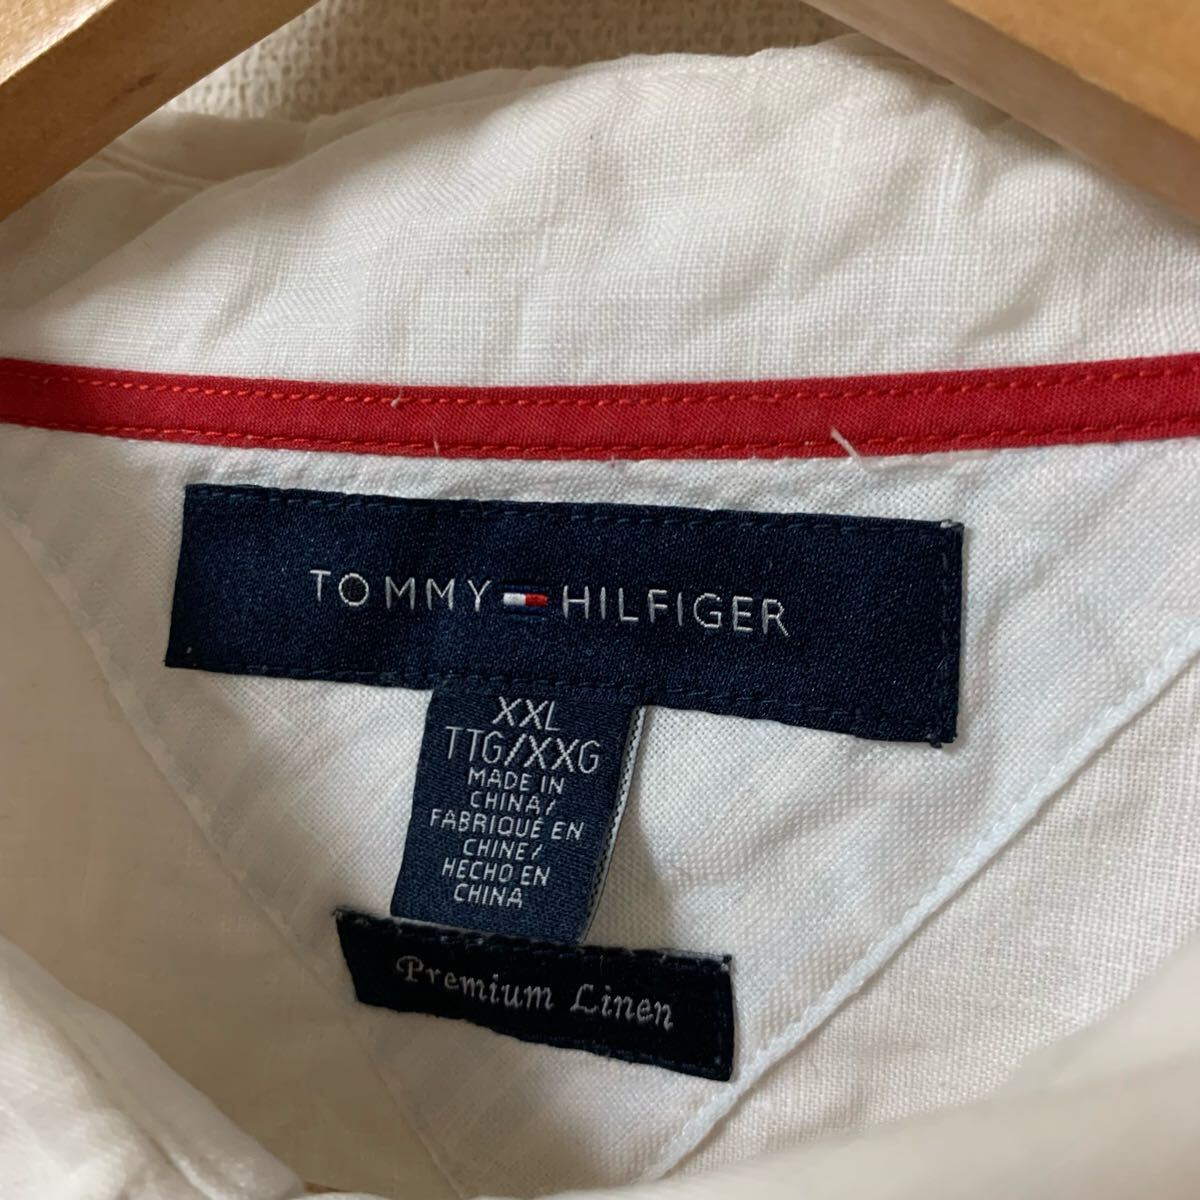 TOMMY HILFIGER
XXL
TTG/XXG
MADE IN
CHINA/
FABRIQUÉ EN
CHINE/
HECHO EN
CHINA
Premium Linen